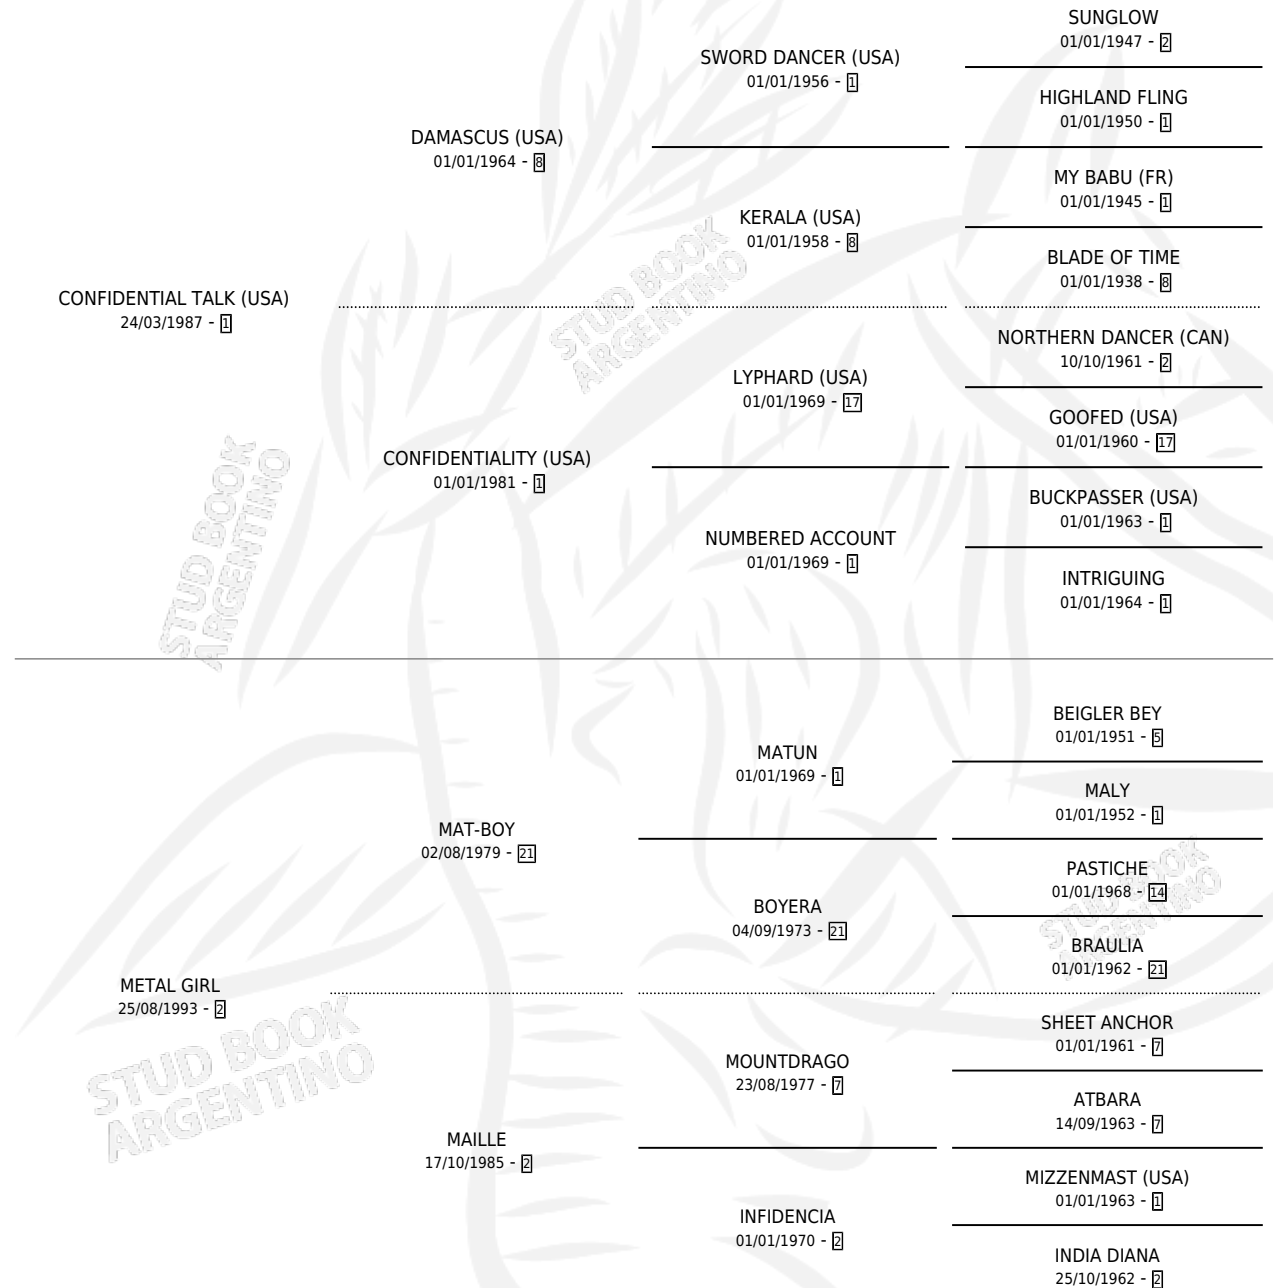 SUNGLOW
01/01/1947 - 2
SWORD DANCER (USA)
01/01/1956 - 1
HIGHLAND FLING
01/01/1950 - 1
DAMASCUS (USA)
01/01/1964 - 8
MY BABU (FR)
01/01/1945 - 1
KERALA (USA)
01/01/1958 - 8
BLADE OF TIME
01/01/1938 - 8
CONFIDENTIAL TALK (USA)
24/03/1987 - 1
NORTHERN DANCER (CAN)
10/10/1961 - 2
LYPHARD (USA)
01/01/1969 - 17
GOOFED (USA)
01/01/1960 - 17
CONFIDENTIALITY (USA)
01/01/1981 - 1
BUCKPASSER (USA)
01/01/1963 - 1
NUMBERED ACCOUNT
01/01/1969 - 1
INTRIGUING
01/01/1964 - 1
BEIGLER BEY
01/01/1951 - 5
MATUN
01/01/1969 - 1
MALY
01/01/1952 - 1
MAT-BOY
02/08/1979 - 21
PASTICHE
01/01/1968 - 14
BOYERA
04/09/1973 - 21
BRAULIA
01/01/1962 - 21
METAL GIRL
25/08/1993 - 2
SHEET ANCHOR
01/01/1961 - 7
MOUNTDRAGO
23/08/1977 - 7
ATBARA
14/09/1963 - 7
MAILLE
17/10/1985 - 2
MIZZENMAST (USA)
01/01/1963 - 1
INFIDENCIA
01/01/1970 - 2
INDIA DIANA
25/10/1962 - 2
STUD BOOK
ARGENTINO
STUD BOOK
ARGENTINO
STUD BOOK
ARGENTINO
STUD BOOK
ARGENTINO